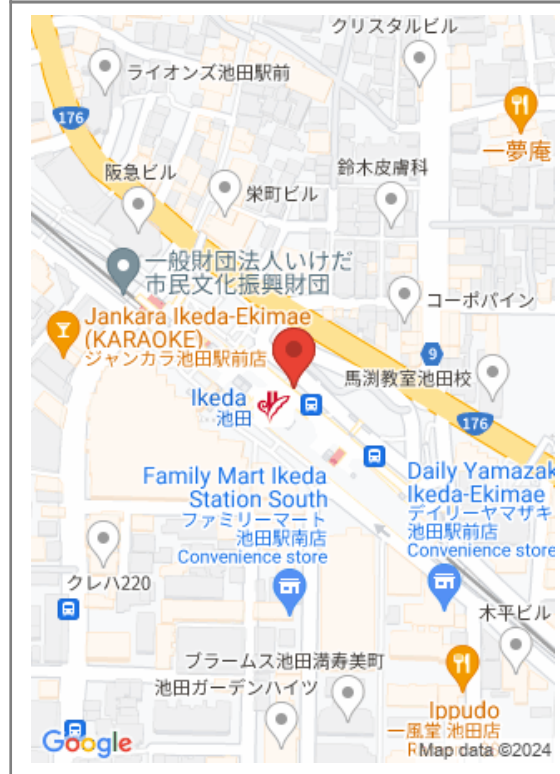 クリスタルビル
ライオンズ池田駅前
176
一夢庵
阪急ビル
鈴木皮膚科
栄町ビル
一般財団法人いけだ
市民文化振興財団
コーポパイン
Jankara Ikeda-Ekimae
(KARAOKE)
ジャンカラ池田駅前店
9
馬渕教室池田校
Ikeda
池田
176
Family Mart Ikeda
Station South
ファミリーマート
池田駅南店
Convenience store
Daily Yamazak
Ikeda-Ekimae
デイリーヤマザキ
池田駅前店
Convenience store
クレハ220
木平ビル
ブラームス池田満寿美町
池田ガーデンハイツ
Ippudo
一風堂 池田店
Google
Map data ©2024